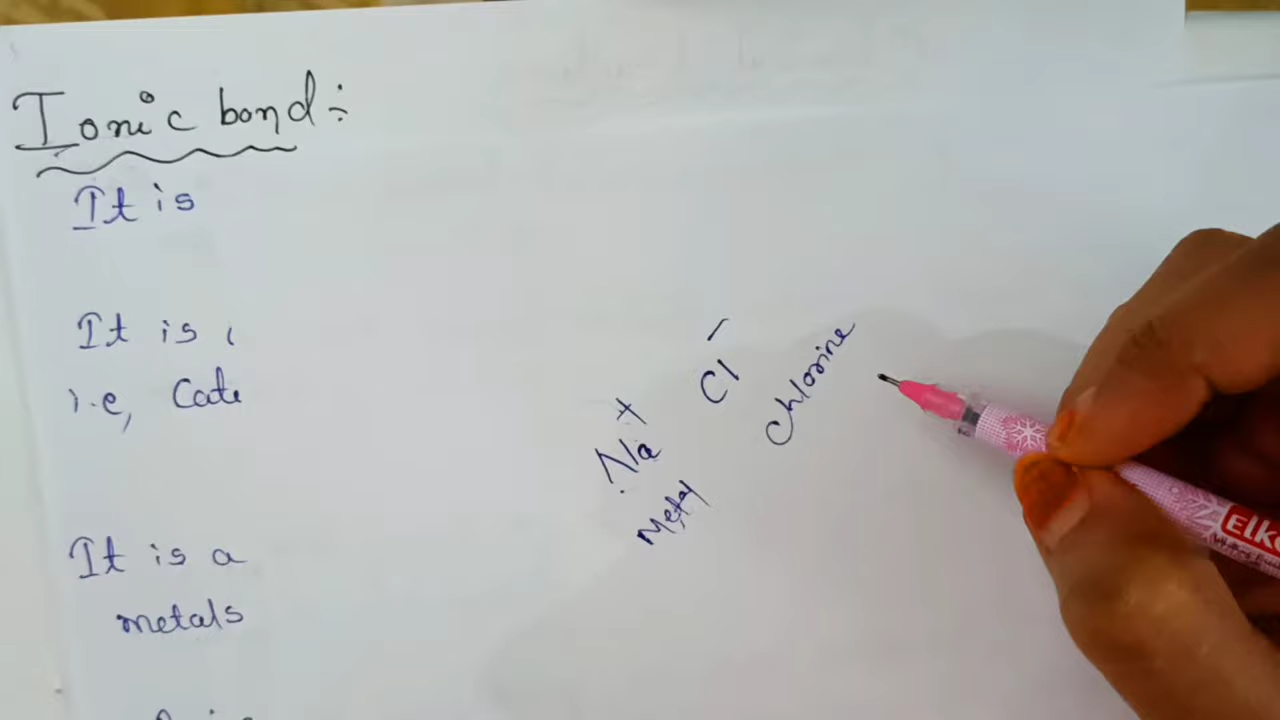 Ionic bond:
It is
It is
i.e, Cate
It is a
metals
Na+ Cl-
Metal
Chlorine
Elko